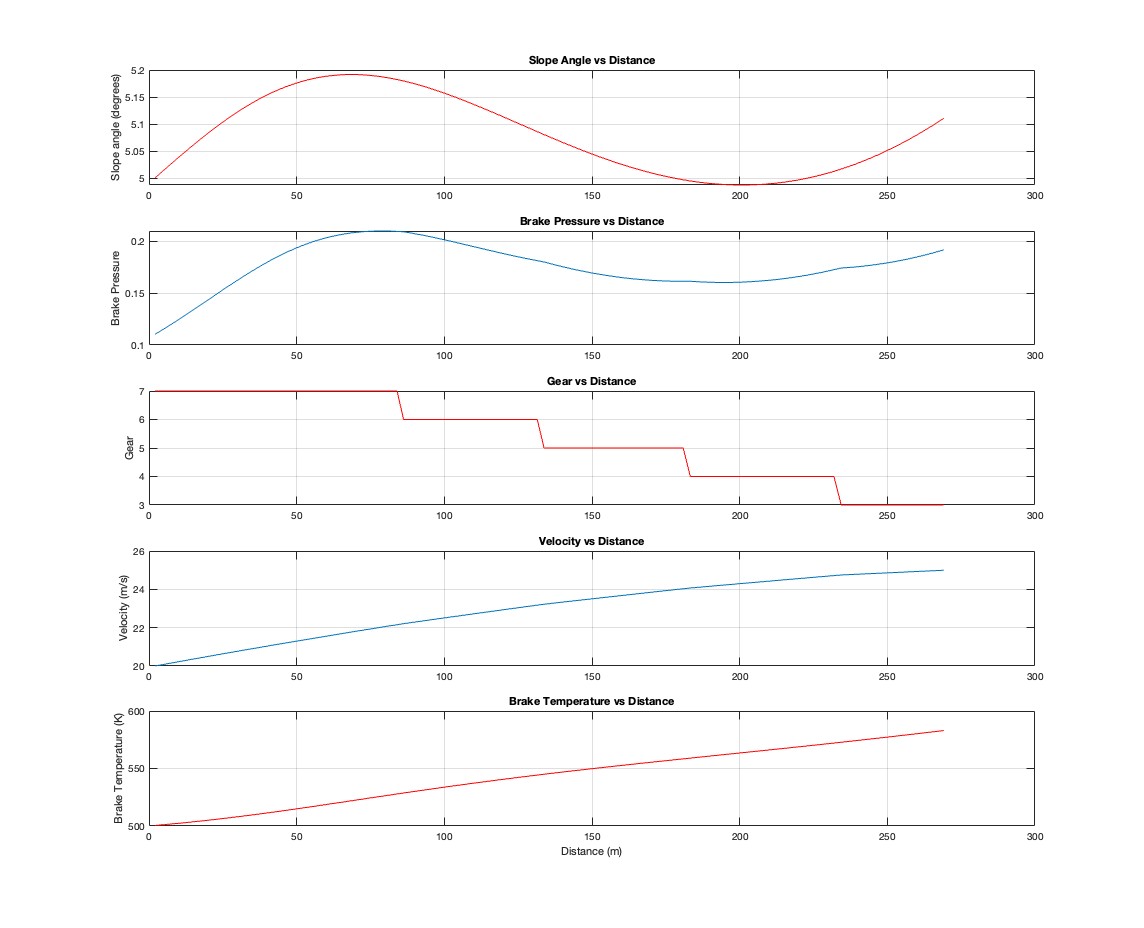 Slope Angle vs Distance
Slope angle (degrees)
5.2
5.15
5.1
5.05
5
0 50 100 150 200 250 300
Brake Pressure vs Distance
Brake Pressure
0.2
0.15
0.1
0 50 100 150 200 250 300
Gear vs Distance
Gear
7
6
5
4
3
0 50 100 150 200 250 300
Velocity vs Distance
Velocity (m/s)
26
24
22
20
0 50 100 150 200 250 300
Brake Temperature vs Distance
Brake Temperature (K)
600
550
500
0 50 100 150 200 250 300
Distance (m)